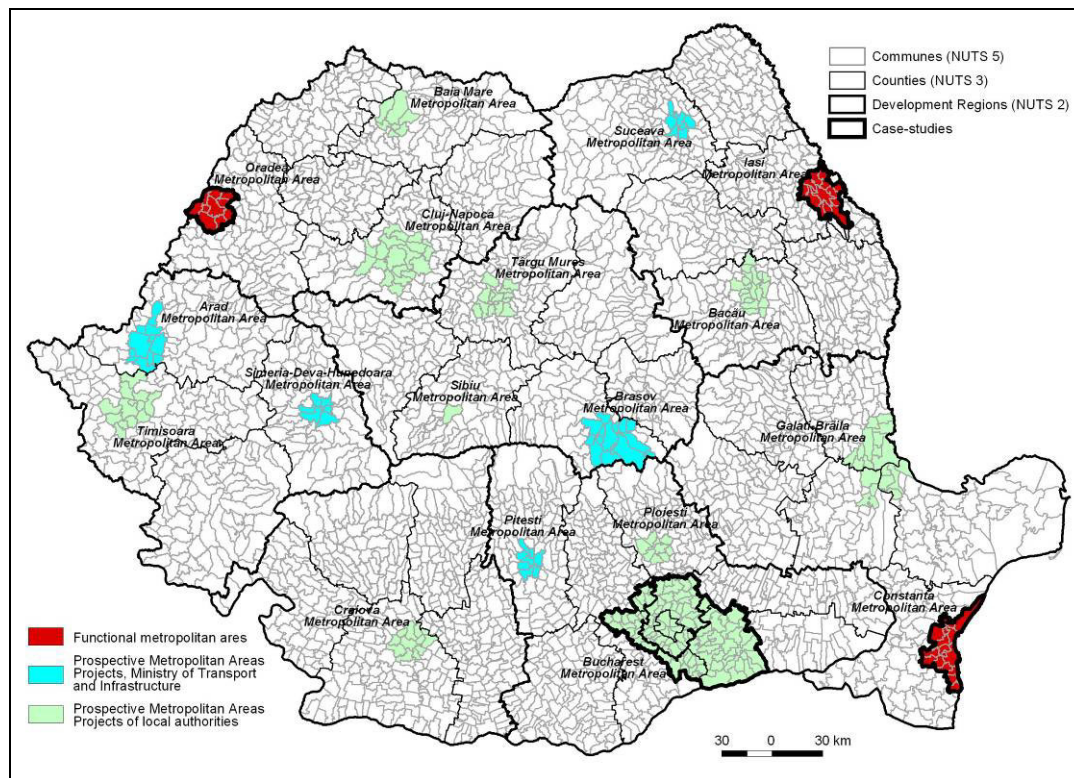 Communes (NUTS 5)
Counties (NUTS 3)
Development Regions (NUTS 2)
Case-studies
Baia Mare
Metropolitan Area
Suceava
Metropolitan Area
Iasi
Metropolitan Area
Oradea
Metropolitan Area
Cluj-Napoca
Metropolitan Area
Târgu Mures
Metropolitan Area
Bacău
Metropolitan Area
Arad
Metropolitan Area
Simeria-Deva-Hunedoara
Metropolitan Area
Sibiu
Metropolitan Area
Brasov
Metropolitan Area
Timisoara
Metropolitan Area
Galati-Brăila
Metropolitan Area
Pitesti
Metropolitan Area
Ploiesti
Metropolitan Area
Constanta
Metropolitan Area
Craiova
Metropolitan Area
Bucharest
Metropolitan Area
Functional metropolitan ares
Prospective Metropolitan Areas
Projects, Ministry of Transport
and Infrastructure
Prospective Metropolitan Areas
Projects of local authorities
30 0 30 km